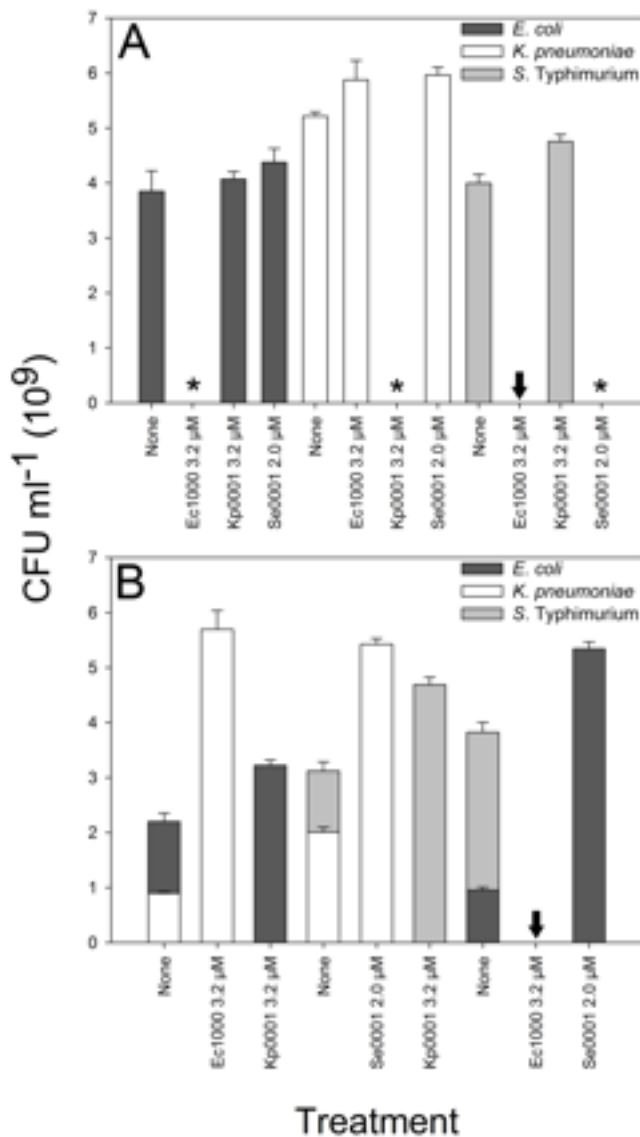 A
E. coli
K. pneumoniae
S. Typhimurium
7
6
5
4
3
2
1
0
*
*
*
None
Ec1000 3.2 µM
Kp0001 3.2 µM
Se0001 2.0 µM
None
Ec1000 3.2 µM
Kp0001 3.2 µM
Se0001 2.0 µM
None
Ec1000 3.2 µM
Kp0001 3.2 µM
Se0001 2.0 µM
CFU ml⁻¹ (10⁹)
B
E. coli
K. pneumoniae
S. Typhimurium
7
6
5
4
3
2
1
0
None
Ec1000 3.2 µM
Kp0001 3.2 µM
None
Se0001 2.0 µM
Kp0001 3.2 µM
None
Ec1000 3.2 µM
Se0001 2.0 µM
Treatment